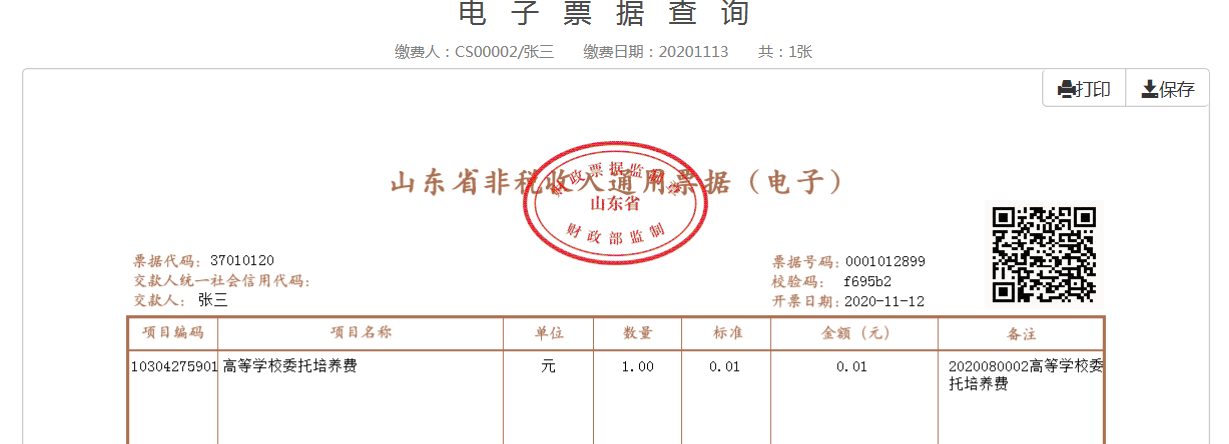 电子票据查询
缴费人：CS00002/张三 缴费日期：20201113 共：1张
打印 保存
山东省非税收入通用票据（电子）
财政票据监制章
山东省
财政部监制
票据代码：37010120 票据号码：0001012899
交款人统一社会信用代码： 校验码： f695b2
交款人： 张三 开票日期：2020-11-12
项目编码 项目名称 单位 数量 标准 金额（元） 备注
10304275901 高等学校委托培养费 元 1.00 0.01 0.01 2020080002高等学校委
托培养费